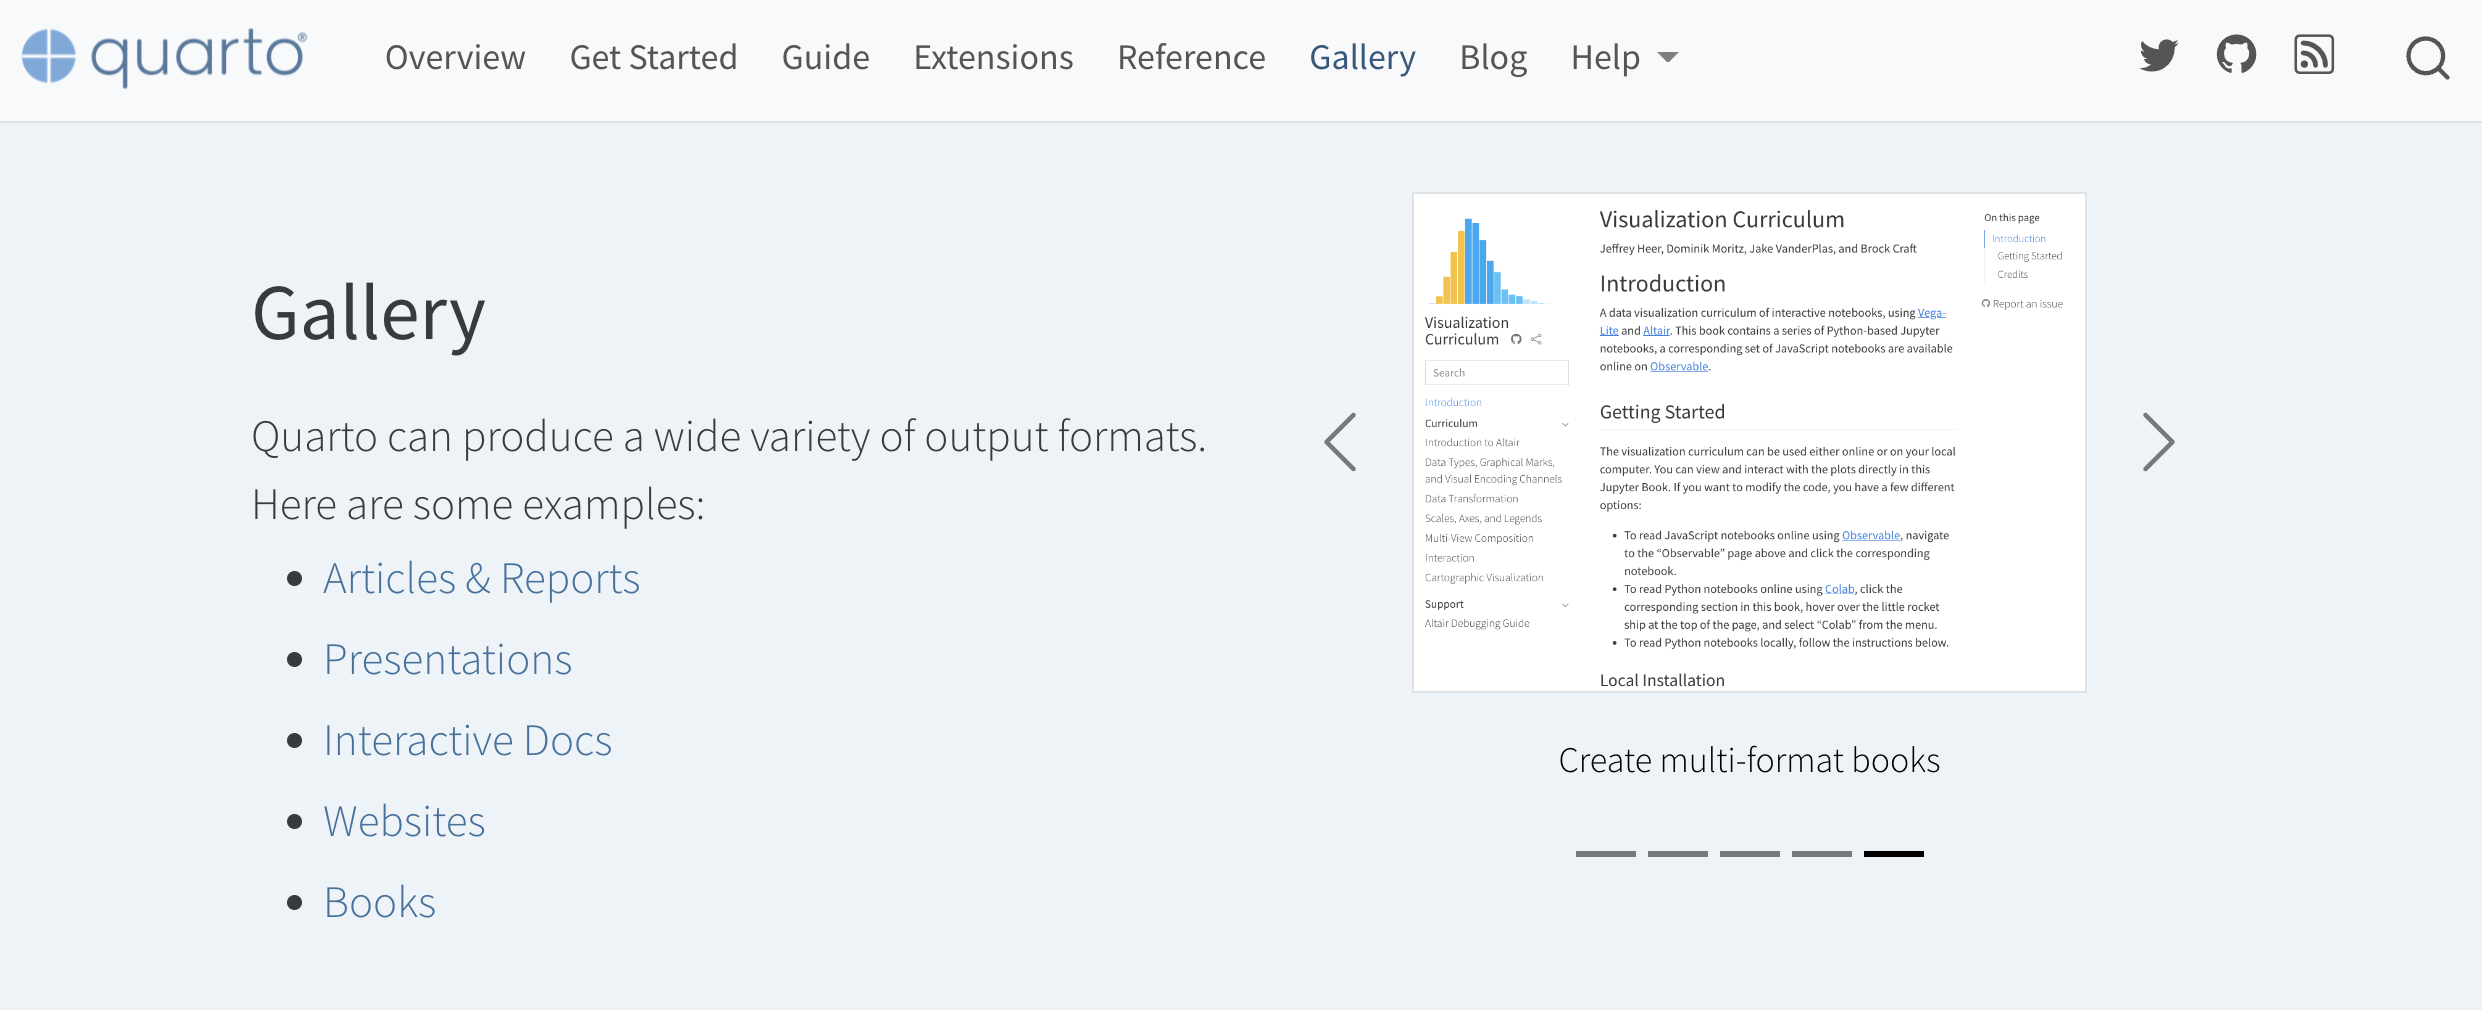 quarto®
Overview Get Started Guide Extensions Reference Gallery Blog Help
Gallery
Quarto can produce a wide variety of output formats.
Here are some examples:
Articles & Reports
Presentations
Interactive Docs
Websites
Books
Visualization
Curriculum
Search
Introduction
Curriculum
Introduction to Altair
Data Types, Graphical Marks,
and Visual Encoding Channels
Data Transformation
Scales, Axes, and Legends
Multi-View Composition
Interaction
Cartographic Visualization
Support
Altair Debugging Guide
Visualization Curriculum
Jeffrey Heer, Dominik Moritz, Jake VanderPlas, and Brock Craft
Introduction
A data visualization curriculum of interactive notebooks, using Vega-
Lite and Altair. This book contains a series of Python-based Jupyter
notebooks, a corresponding set of JavaScript notebooks are available
online on Observable.
Getting Started
The visualization curriculum can be used either online or on your local
computer. You can view and interact with the plots directly in this
Jupyter Book. If you want to modify the code, you have a few different
options:
To read JavaScript notebooks online using Observable, navigate
to the “Observable” page above and click the corresponding
notebook.
To read Python notebooks online using Colab, click the
corresponding section in this book, hover over the little rocket
ship at the top of the page, and select “Colab” from the menu.
To read Python notebooks locally, follow the instructions below.
Local Installation
On this page
Introduction
Getting Started
Credits
Report an issue
Create multi-format books